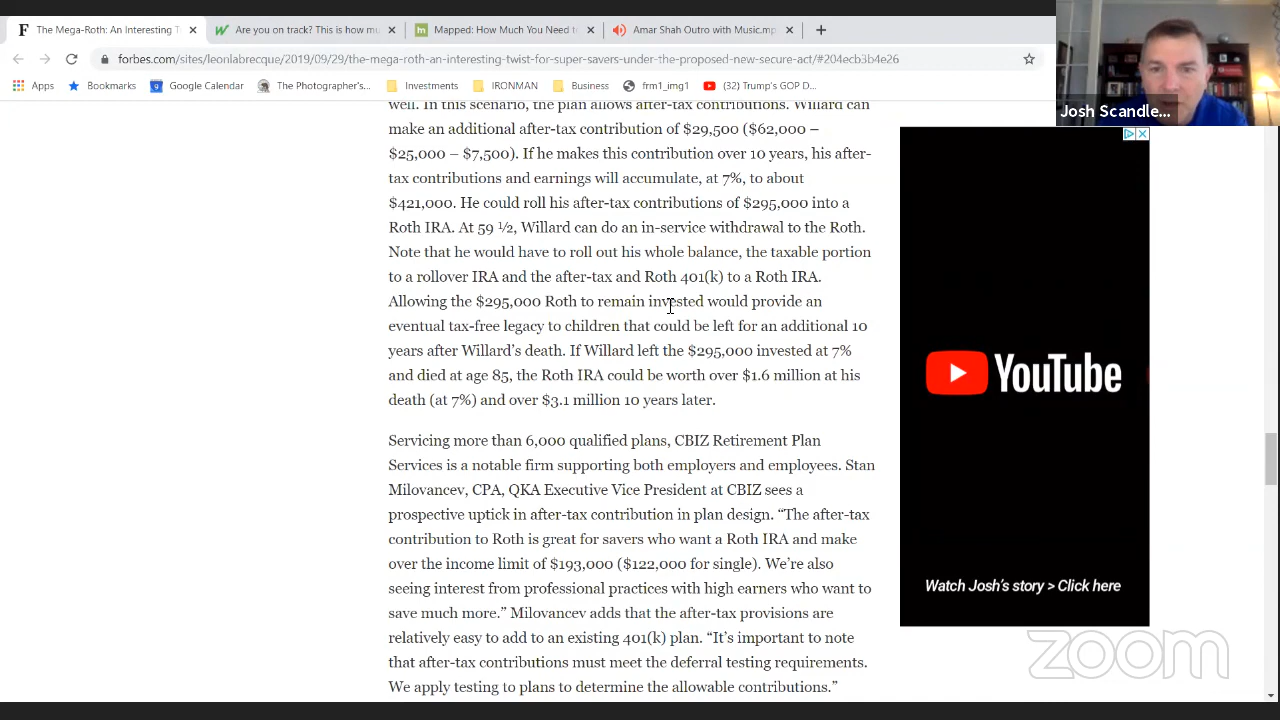 F The Mega-Roth: An Interesting T × Are you on track? This is how mu × Mapped: How Much You Need t × Amar Shah Outro with Music.mp × +
forbes.com/sites/leonlabrecque/2019/09/29/the-mega-roth-an-interesting-twist-for-super-savers-under-the-proposed-new-secure-act/#204ecb3b4e26
Apps Bookmarks Google Calendar The Photographer's... Investments IRONMAN Business frm1_img1 (32) Trump's GOP D...
Josh Scandle...
well. In this scenario, the plan allows after-tax contributions. Willard can
make an additional after-tax contribution of $29,500 ($62,000 –
$25,000 – $7,500). If he makes this contribution over 10 years, his after-
tax contributions and earnings will accumulate, at 7%, to about
$421,000. He could roll his after-tax contributions of $295,000 into a
Roth IRA. At 59 ½, Willard can do an in-service withdrawal to the Roth.
Note that he would have to roll out his whole balance, the taxable portion
to a rollover IRA and the after-tax and Roth 401(k) to a Roth IRA.
Allowing the $295,000 Roth to remain invested would provide an
eventual tax-free legacy to children that could be left for an additional 10
years after Willard's death. If Willard left the $295,000 invested at 7%
and died at age 85, the Roth IRA could be worth over $1.6 million at his
death (at 7%) and over $3.1 million 10 years later.
Servicing more than 6,000 qualified plans, CBIZ Retirement Plan
Services is a notable firm supporting both employers and employees. Stan
Milovancev, CPA, QKA Executive Vice President at CBIZ sees a
prospective uptick in after-tax contribution in plan design. “The after-tax
contribution to Roth is great for savers who want a Roth IRA and make
over the income limit of $193,000 ($122,000 for single). We're also
seeing interest from professional practices with high earners who want to
save much more.” Milovancev adds that the after-tax provisions are
relatively easy to add to an existing 401(k) plan. “It's important to note
that after-tax contributions must meet the deferral testing requirements.
We apply testing to plans to determine the allowable contributions.”
YouTube
Watch Josh's story > Click here
zoom